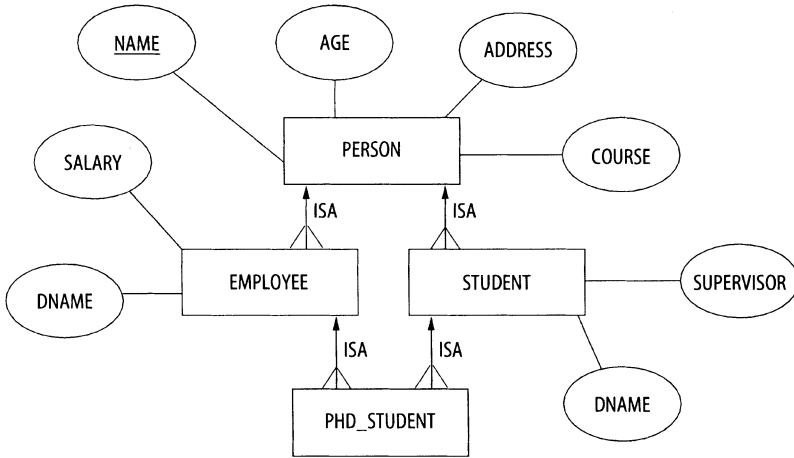 NAME
AGE
ADDRESS
PERSON
COURSE
SALARY
ISA
ISA
EMPLOYEE
STUDENT
SUPERVISOR
DNAME
ISA
ISA
DNAME
PHD_STUDENT